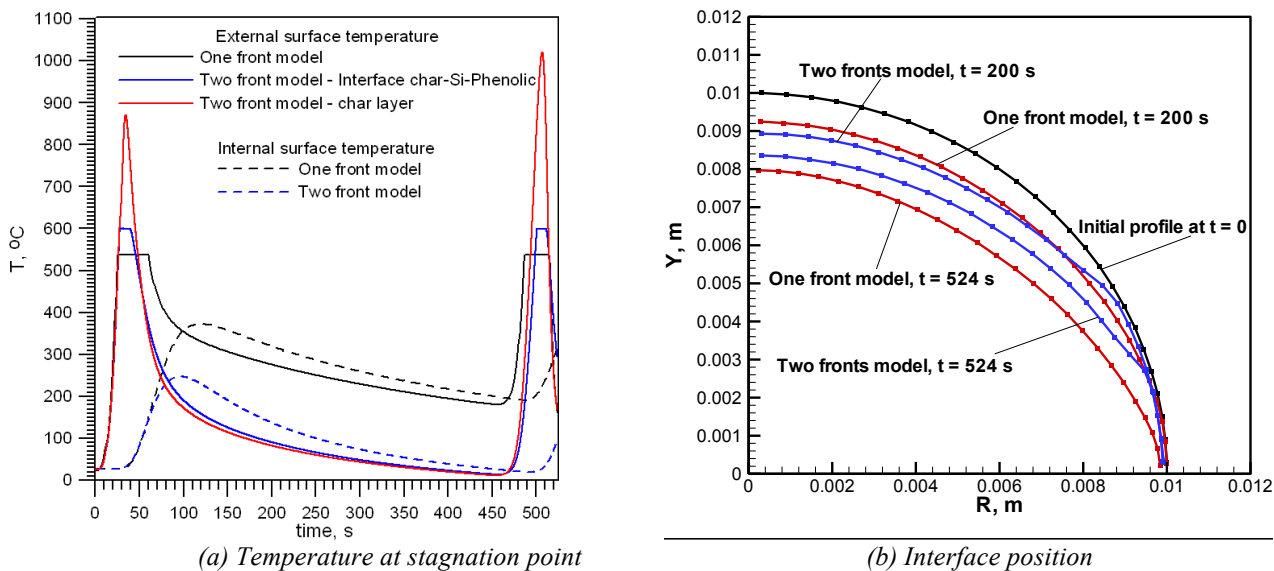 1100
1000
900
800
700
600
500
400
300
200
100
0
T, ºC
External surface temperature
One front model
Two front model - Interface char-Si-Phenolic
Two front model - char layer
Internal surface temperature
One front model
Two front model
0 50 100 150 200 250 300 350 400 450 500
time, s
(a) Temperature at stagnation point
0.012
0.011
0.01
0.009
0.008
0.007
0.006
0.005
0.004
0.003
0.002
0.001
0
Y, m
Two fronts model, t = 200 s
One front model, t = 200 s
Initial profile at t = 0
One front model, t = 524 s
Two fronts model, t = 524 s
0 0.002 0.004 0.006 0.008 0.01 0.012
R, m
(b) Interface position